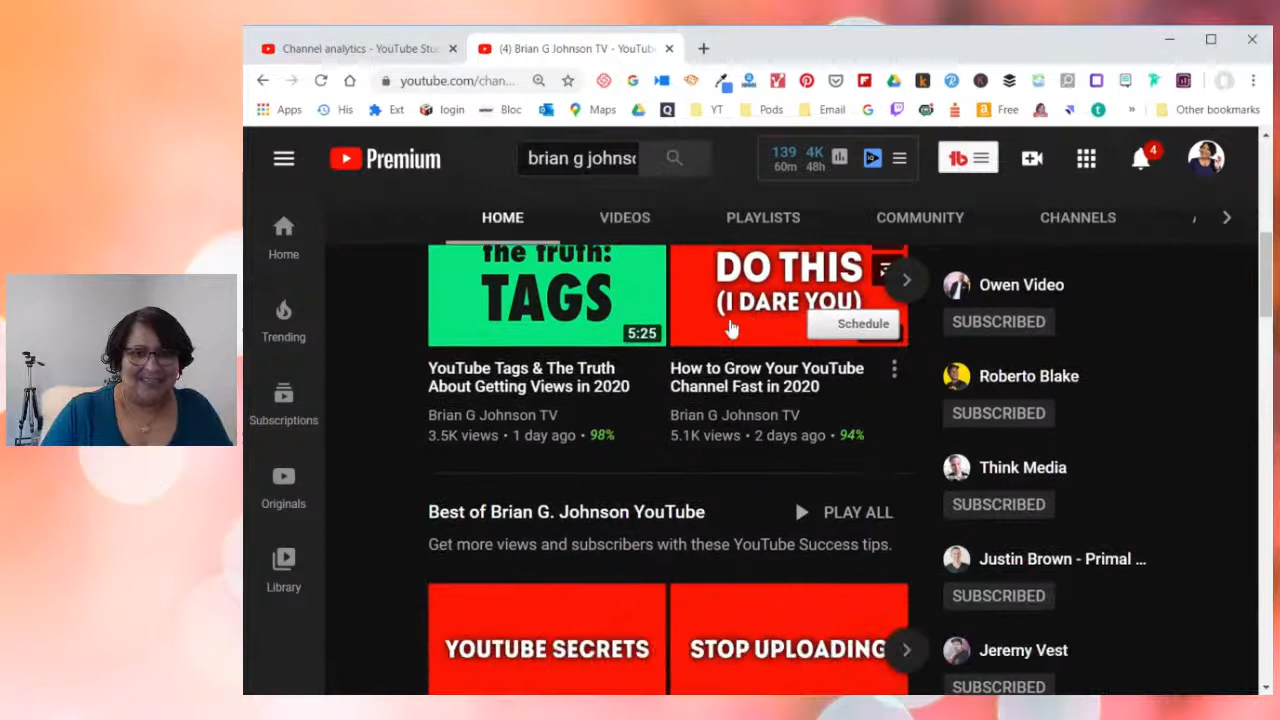 Channel analytics - YouTube Stu
(4) Brian G Johnson TV - YouTub
youtube.com/chan...
Apps
His
Ext
login
Bloc
Maps
YT
Pods
Email
Free
Other bookmarks
Premium
brian g johnso
139 4K
60m 48h
4
HOME
VIDEOS
PLAYLISTS
COMMUNITY
CHANNELS
Home
Trending
Subscriptions
Originals
Library
the truth:
TAGS
5:25
YouTube Tags & The Truth
About Getting Views in 2020
Brian G Johnson TV
3.5K views • 1 day ago • 98%
DO THIS
(I DARE YOU)
Schedule
How to Grow Your YouTube
Channel Fast in 2020
Brian G Johnson TV
5.1K views • 2 days ago • 94%
Best of Brian G. Johnson YouTube
PLAY ALL
Get more views and subscribers with these YouTube Success tips.
YOUTUBE SECRETS
STOP UPLOADING
Owen Video
SUBSCRIBED
Roberto Blake
SUBSCRIBED
Think Media
SUBSCRIBED
Justin Brown - Primal ...
SUBSCRIBED
Jeremy Vest
SUBSCRIBED